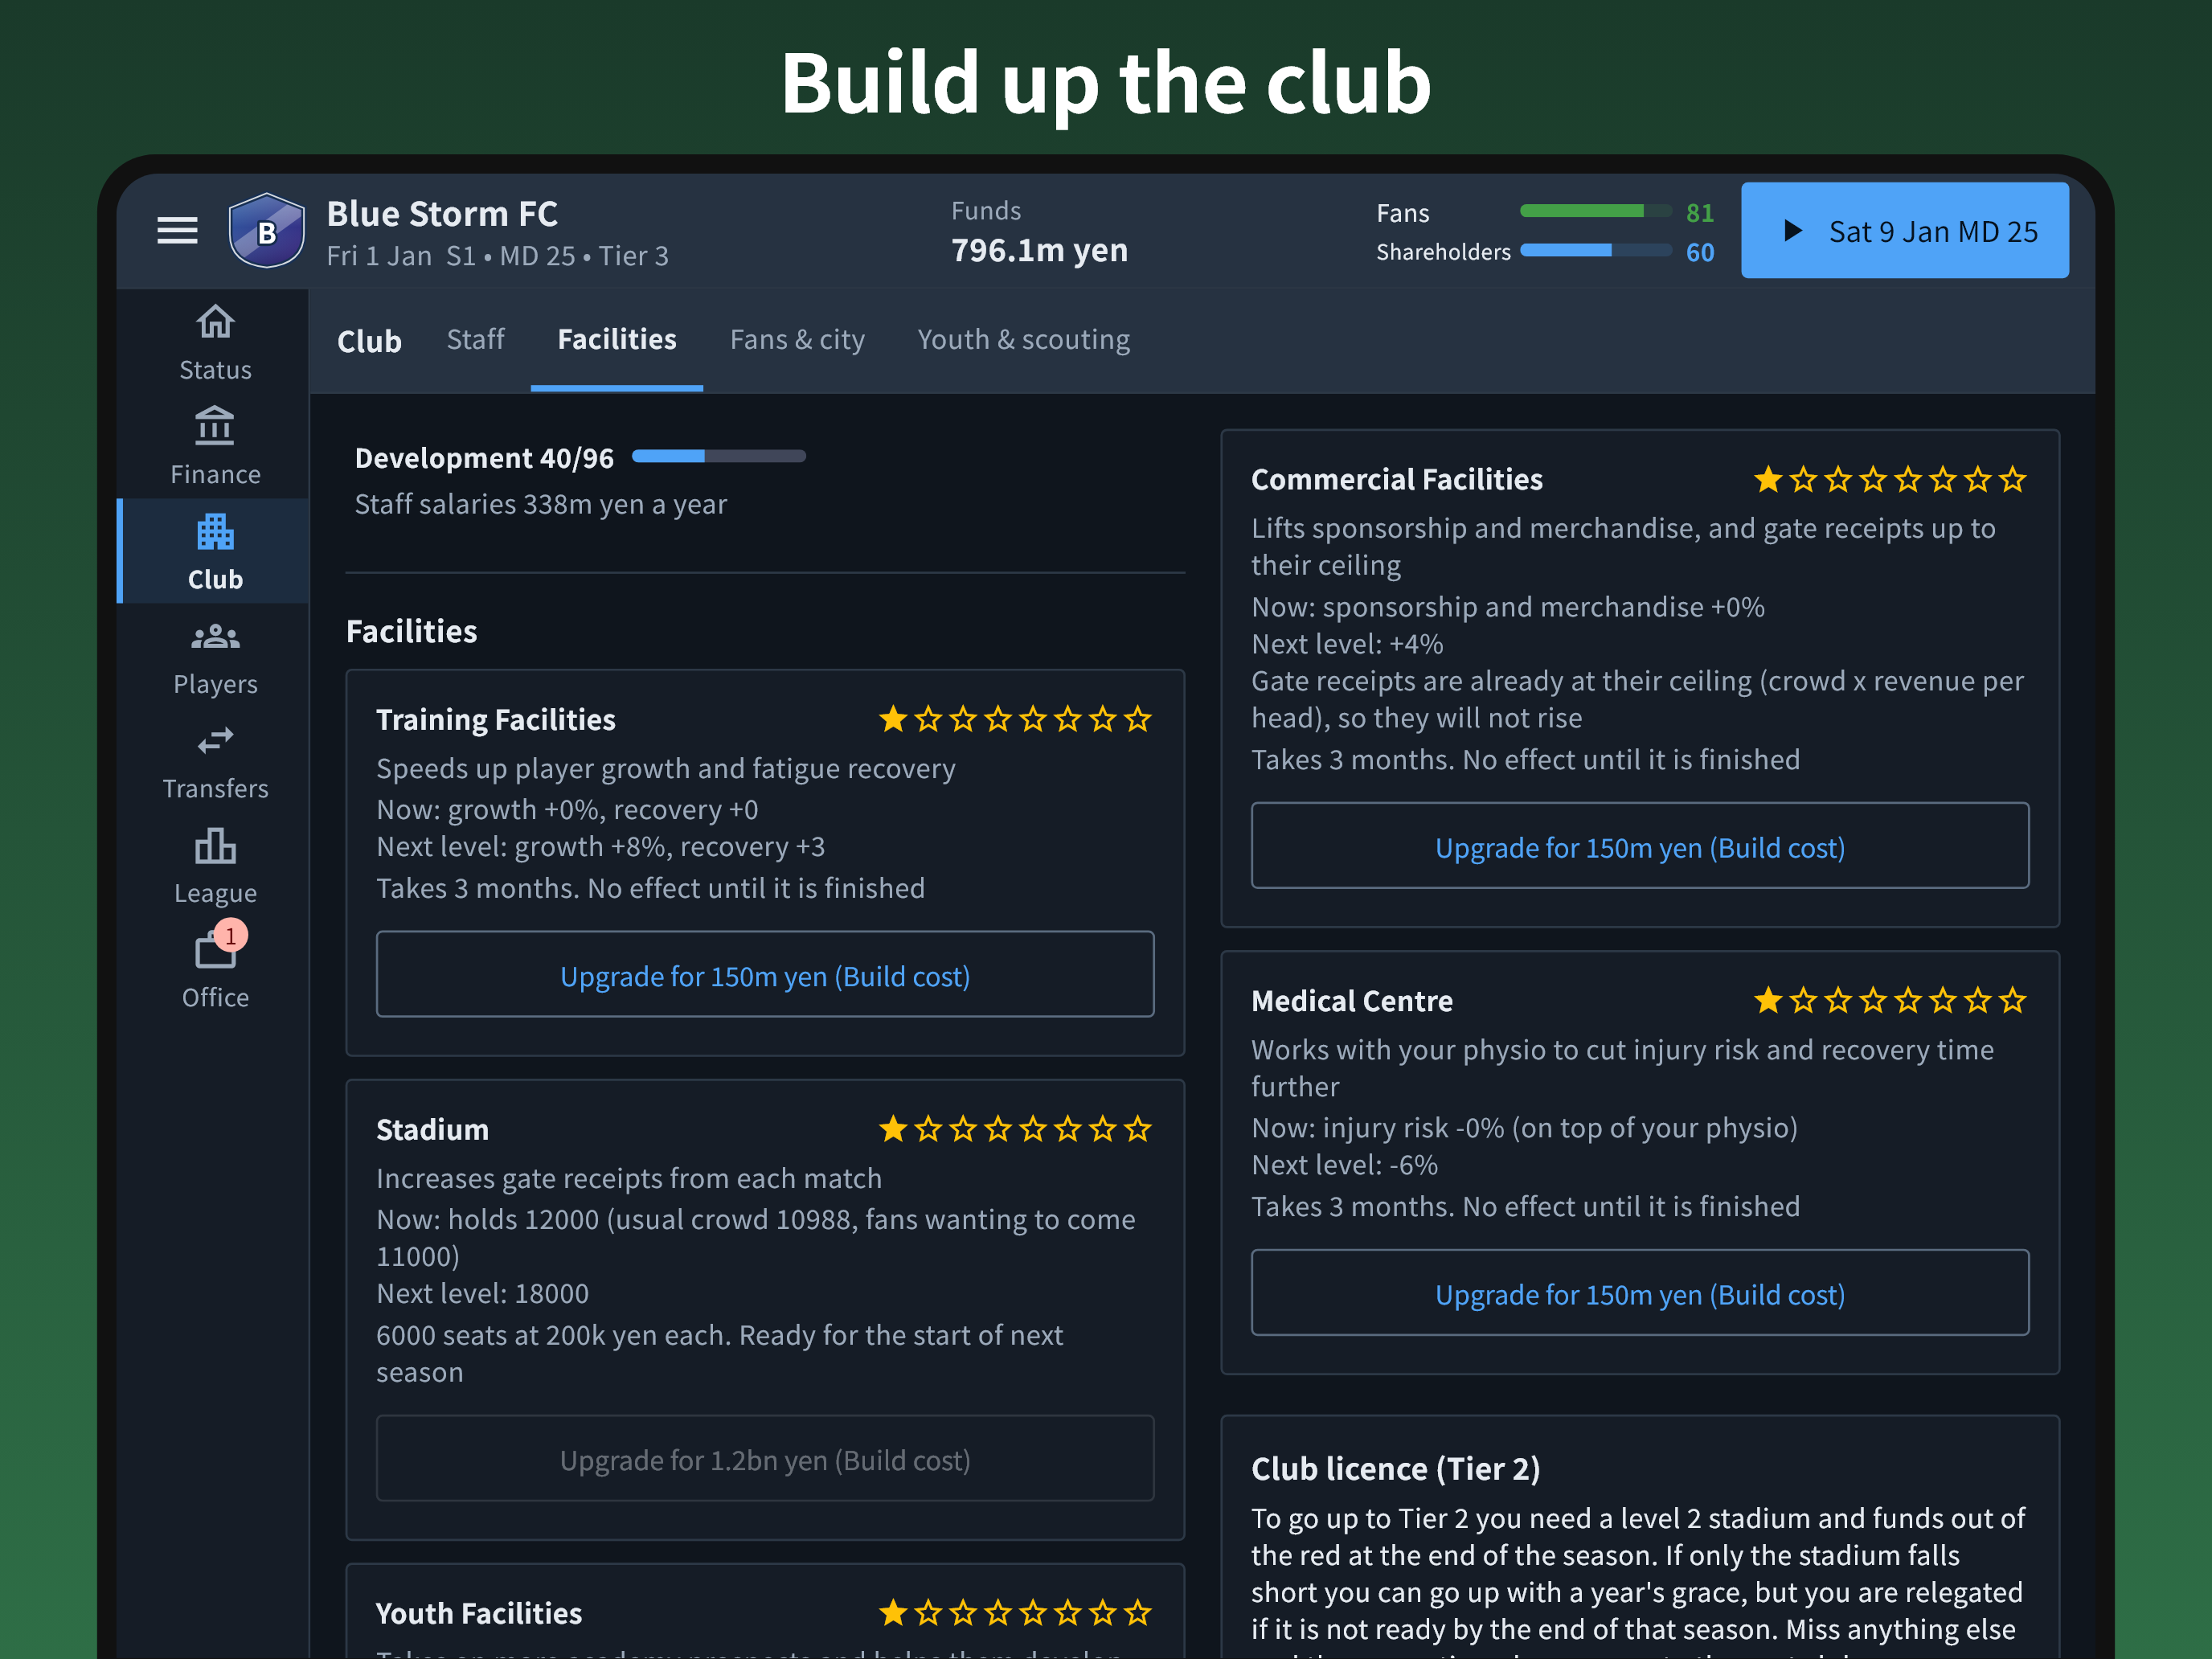 Build up the club
B
Blue Storm FC
Fri 1 Jan S1 • MD 25 • Tier 3
Funds
796.1m yen
Fans 81
Shareholders 60
Sat 9 Jan MD 25
Status
Finance
Club
Players
Transfers
League
1
Office
Club Staff Facilities Fans & city Youth & scouting
Development 40/96
Staff salaries 338m yen a year
Facilities
Training Facilities
Speeds up player growth and fatigue recovery
Now: growth +0%, recovery +0
Next level: growth +8%, recovery +3
Takes 3 months. No effect until it is finished
Upgrade for 150m yen (Build cost)
Stadium
Increases gate receipts from each match
Now: holds 12000 (usual crowd 10988, fans wanting to come
11000)
Next level: 18000
6000 seats at 200k yen each. Ready for the start of next
season
Upgrade for 1.2bn yen (Build cost)
Youth Facilities
Takes on more academy prospects and helps them develop
Commercial Facilities
Lifts sponsorship and merchandise, and gate receipts up to
their ceiling
Now: sponsorship and merchandise +0%
Next level: +4%
Gate receipts are already at their ceiling (crowd x revenue per
head), so they will not rise
Takes 3 months. No effect until it is finished
Upgrade for 150m yen (Build cost)
Medical Centre
Works with your physio to cut injury risk and recovery time
further
Now: injury risk -0% (on top of your physio)
Next level: -6%
Takes 3 months. No effect until it is finished
Upgrade for 150m yen (Build cost)
Club licence (Tier 2)
To go up to Tier 2 you need a level 2 stadium and funds out of
the red at the end of the season. If only the stadium falls
short you can go up with a year's grace, but you are relegated
if it is not ready by the end of that season. Miss anything else